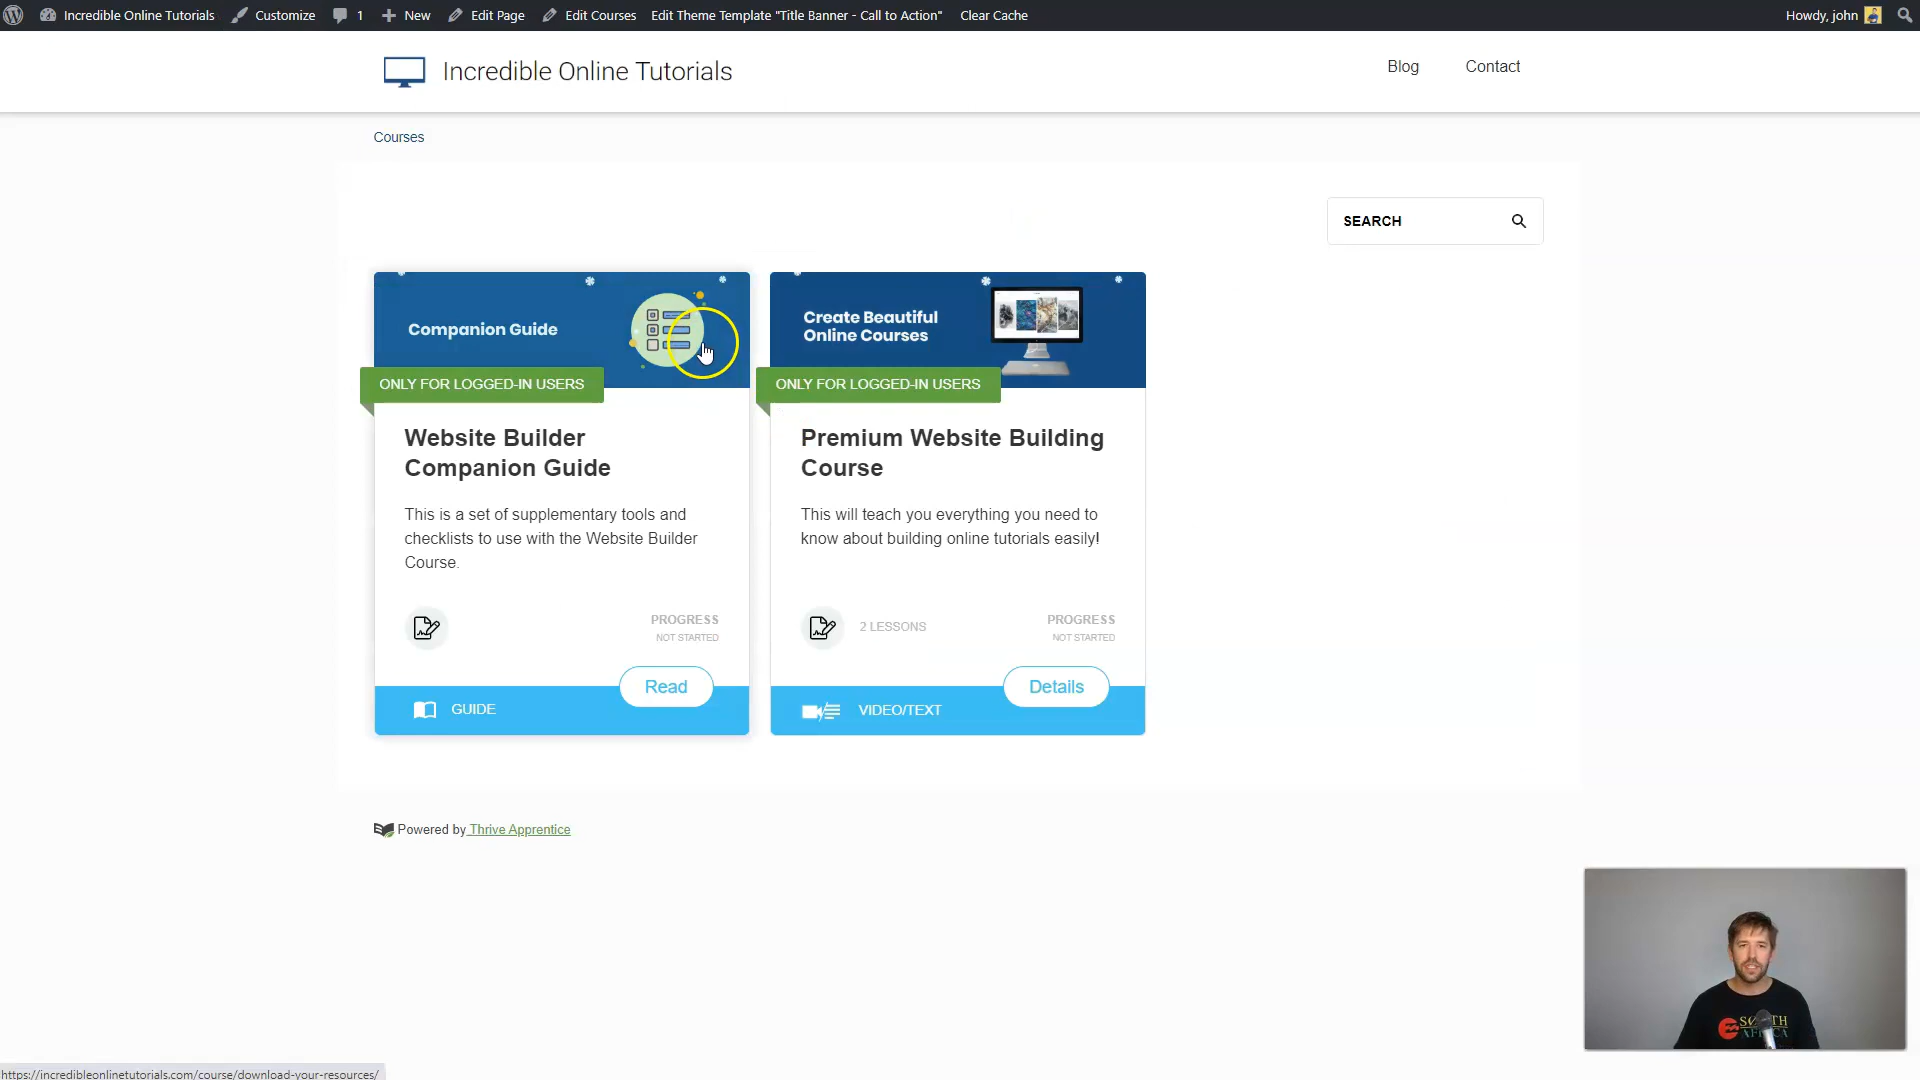 Incredible Online Tutorials Customize 1 New Edit Page Edit Courses Edit Theme Template "Title Banner - Call to Action" Clear Cache Howdy, john
Incredible Online Tutorials
Blog Contact
Courses
SEARCH
Companion Guide
ONLY FOR LOGGED-IN USERS
Website Builder
Companion Guide
This is a set of supplementary tools and
checklists to use with the Website Builder
Course.
PROGRESS
NOT STARTED
Read
GUIDE
Create Beautiful
Online Courses
ONLY FOR LOGGED-IN USERS
Premium Website Building
Course
This will teach you everything you need to
know about building online tutorials easily!
2 LESSONS
PROGRESS
NOT STARTED
Details
VIDEO/TEXT
Powered by Thrive Apprentice
https://incredibleonlinetutorials.com/course/download-your-resources/